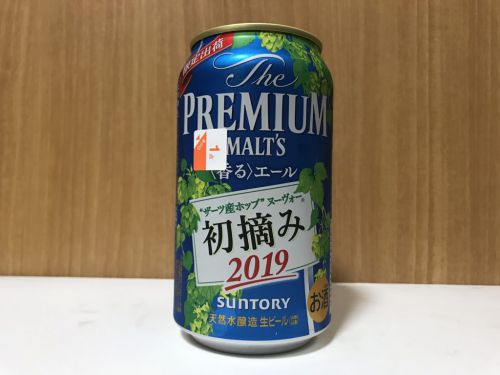 限定出荷
The
PREMIUM
MALT'S
〈香る〉エール
"ザーツ産ホップ" ヌーヴォー
初摘み
2019
SUNTORY
お酒
天然水醸造 生ビール